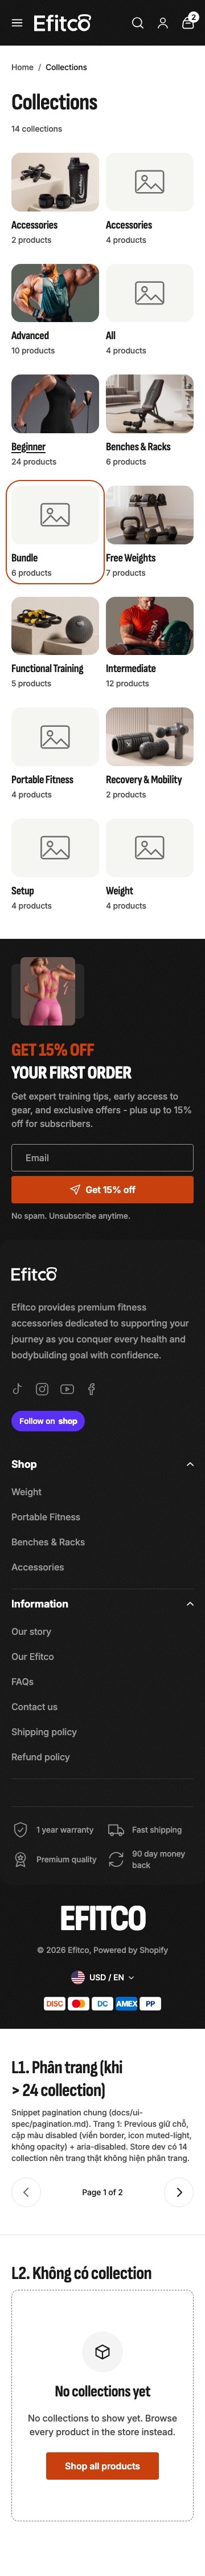 Efitco
2
Home / Collections
Collections
14 collections
Accessories
2 products
Accessories
4 products
Advanced
10 products
All
4 products
Beginner
24 products
Benches & Racks
6 products
Bundle
6 products
Free Weights
7 products
Functional Training
5 products
Intermediate
12 products
Portable Fitness
4 products
Recovery & Mobility
2 products
Setup
4 products
Weight
4 products
GET 15% OFF
YOUR FIRST ORDER
Get expert training tips, early access to
gear, and exclusive offers - plus up to 15%
off for subscribers.
Email
Get 15% off
No spam. Unsubscribe anytime.
Efitco
Efitco provides premium fitness
accessories dedicated to supporting your
journey as you conquer every health and
bodybuilding goal with confidence.
Follow on shop
Shop
Weight
Portable Fitness
Benches & Racks
Accessories
Information
Our story
Our Efitco
FAQs
Contact us
Shipping policy
Refund policy
1 year warranty
Fast shipping
Premium quality
90 day money
back
EFITCO
© 2026 Efitco, Powered by Shopify
USD / EN
DISC
DC
AMEX
PP
L1. Phân trang (khi
> 24 collection)
Snippet pagination chung (docs/ui-
spec/pagination.md). Trang 1: Previous giữ chỗ,
cặp màu disabled (viền border, icon muted-light,
không opacity) + aria-disabled. Store dev có 14
collection nên trang thật không hiện phân trang.
Page 1 of 2
L2. Không có collection
No collections yet
No collections to show yet. Browse
every product in the store instead.
Shop all products